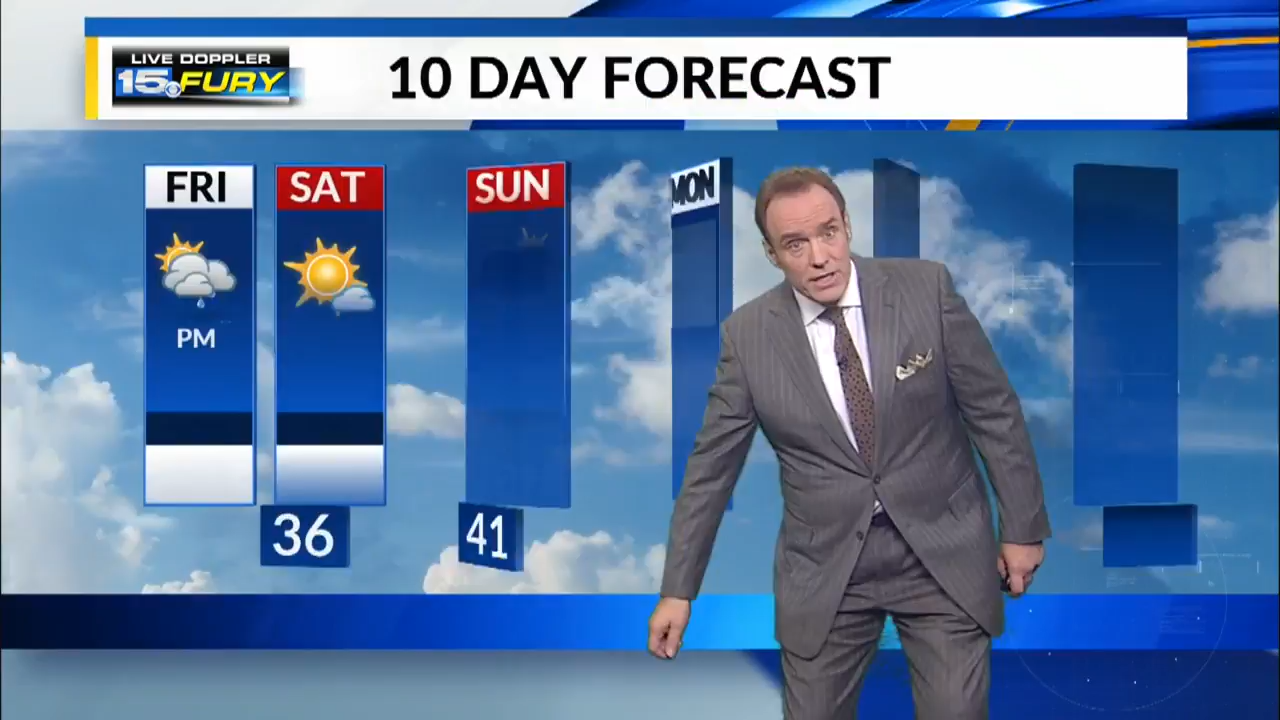 LIVE DOPPLER
15 FURY
10 DAY FORECAST
FRI
SAT
SUN
MON
PM
36
41